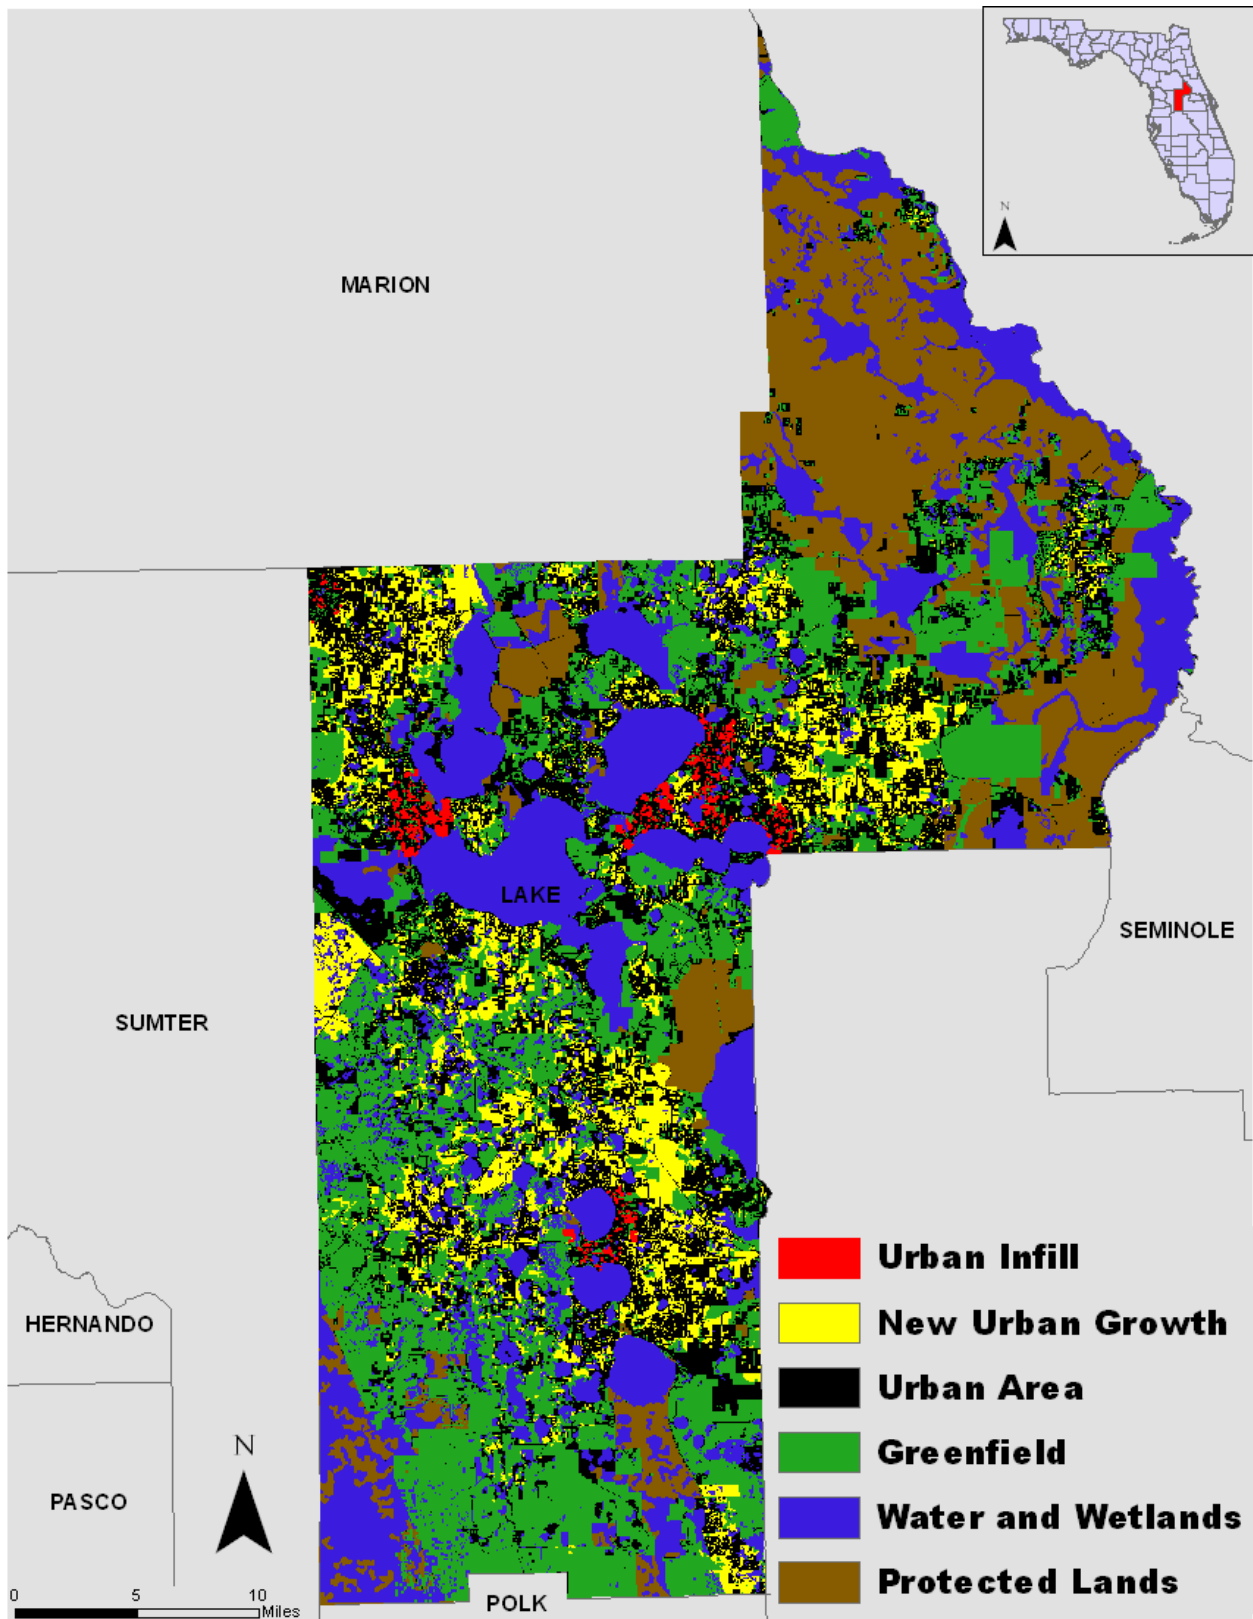 N
MARION
LAKE
SEMINOLE
SUMTER
HERNANDO
PASCO
N
0 5 10
Miles
POLK
Urban Infill
New Urban Growth
Urban Area
Greenfield
Water and Wetlands
Protected Lands